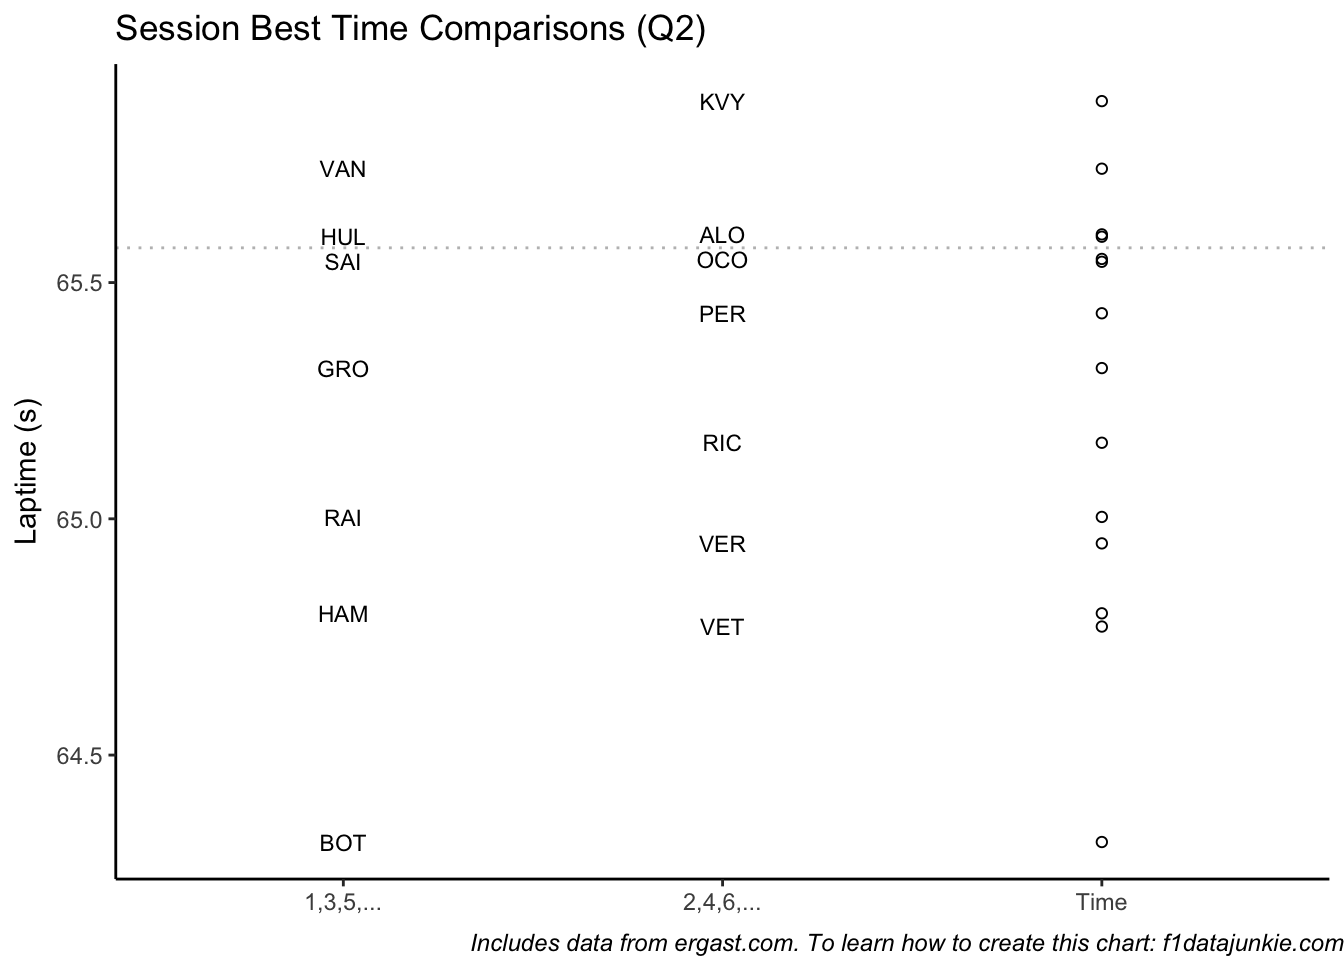 Session Best Time Comparisons (Q2)
KVY
VAN
HUL
ALO
SAI
OCO
65.5
PER
GRO
RIC
Laptime (s)
65.0
RAI
VER
HAM
VET
64.5
BOT
1,3,5,...
2,4,6,...
Time
Includes data from ergast.com. To learn how to create this chart: f1datajunkie.com